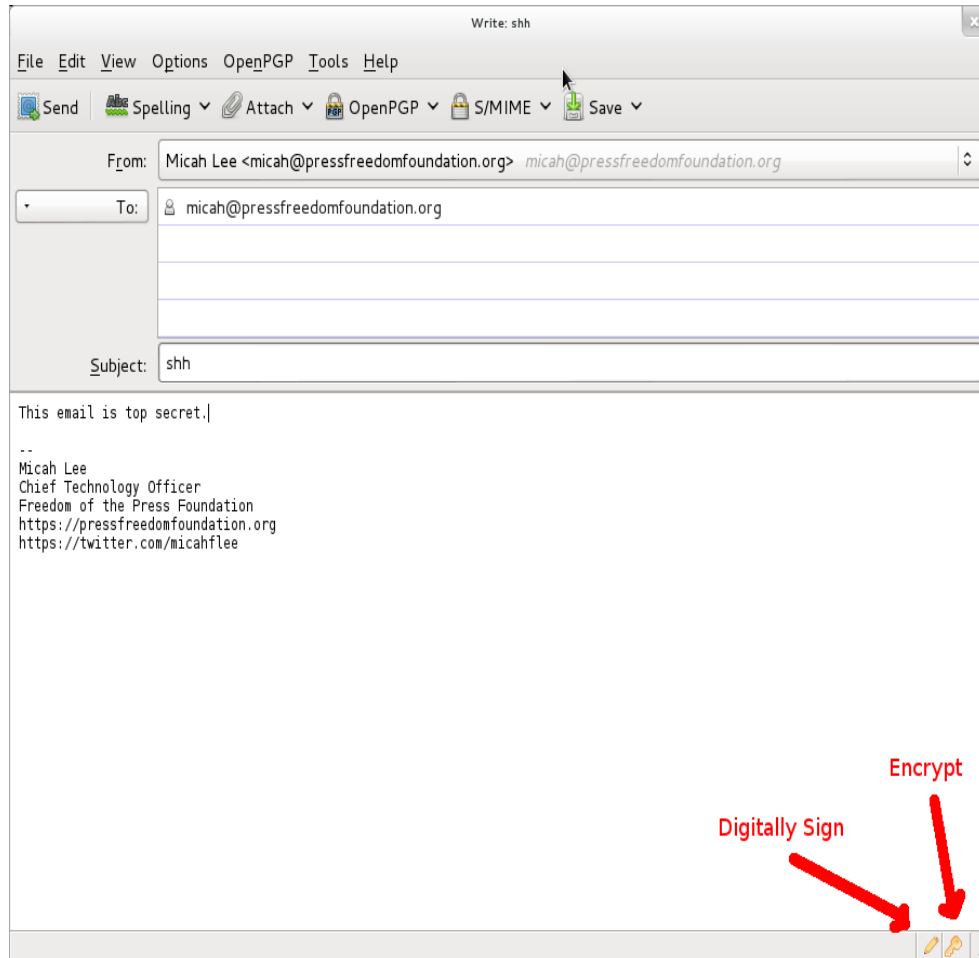 Write: shh
x
File Edit View Options OpenPGP Tools Help
Send Abc Spelling Attach PGP OpenPGP S/MIME Save
From: Micah Lee <micah@pressfreedomfoundation.org> micah@pressfreedomfoundation.org
To: micah@pressfreedomfoundation.org
Subject: shh
This email is top secret.
--
Micah Lee
Chief Technology Officer
Freedom of the Press Foundation
https://pressfreedomfoundation.org
https://twitter.com/micahflee
Encrypt
Digitally Sign